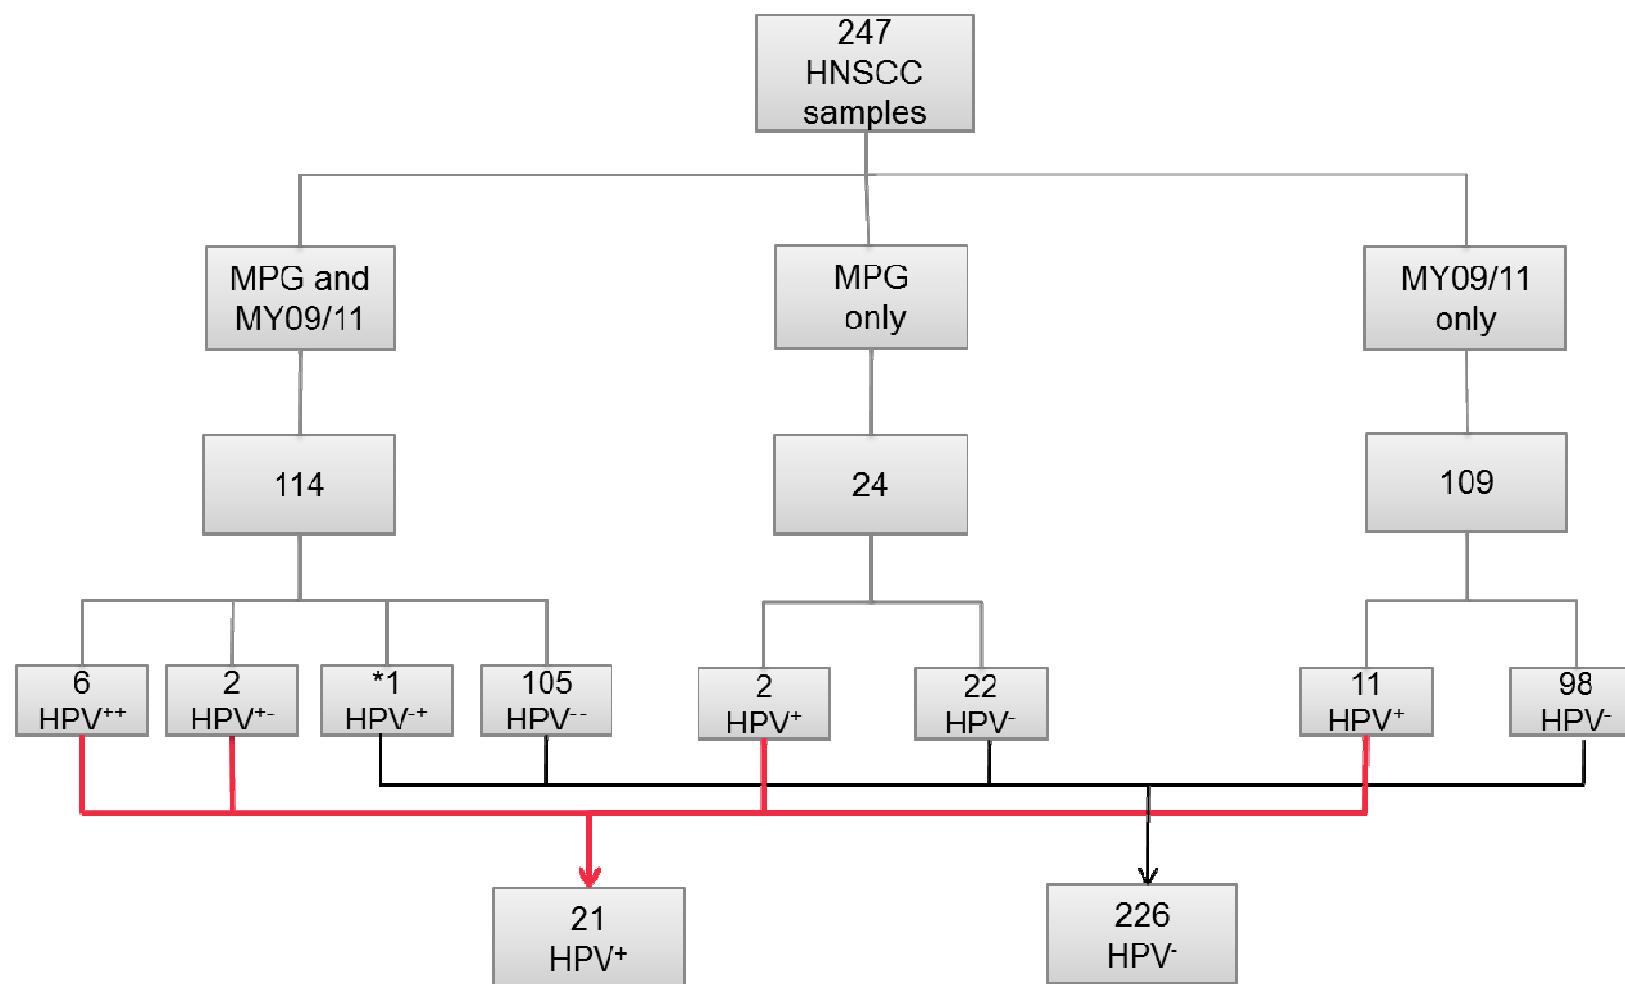 247
HNSCC
samples
MPG and
MY09/11
MPG
only
MY09/11
only
114
24
109
6
HPV⁺⁺
2
HPV⁺⁻
*1
HPV⁻⁺
105
HPV⁻⁻
2
HPV⁺
22
HPV⁻
11
HPV⁺
98
HPV⁻
21
HPV⁺
226
HPV⁻